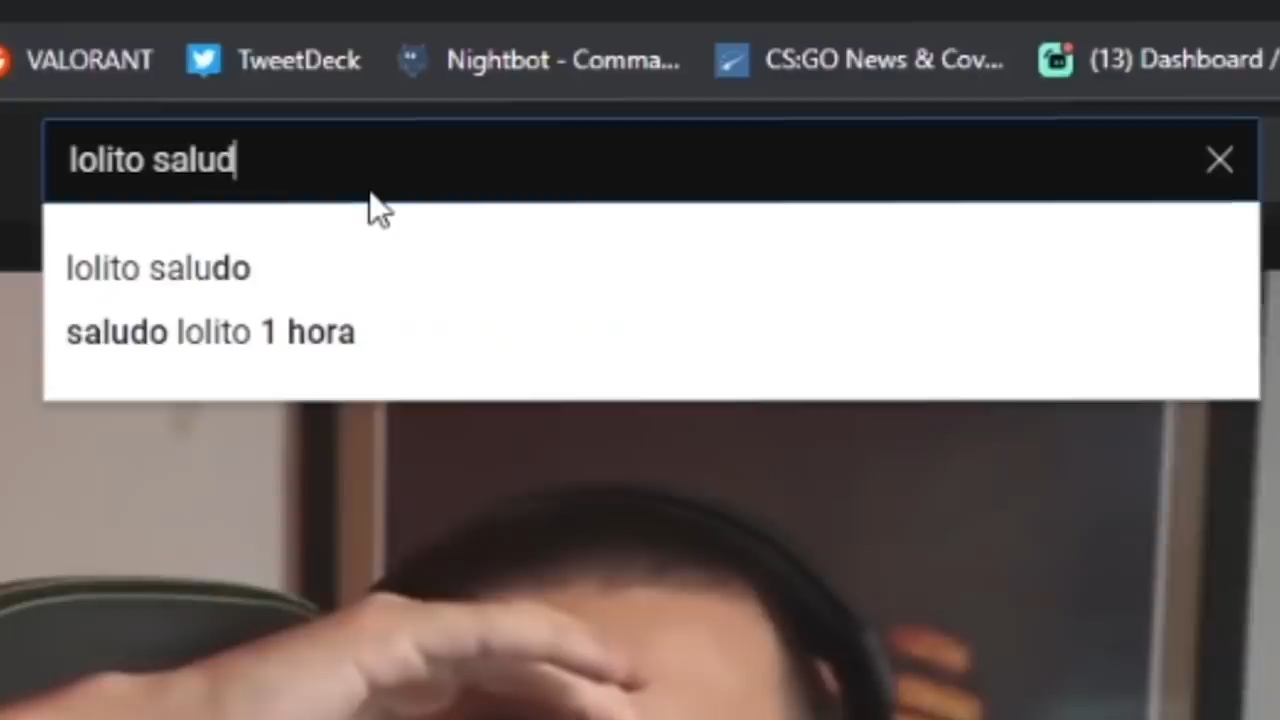 VALORANT TweetDeck Nightbot - Comma... CS:GO News & Cov... (13) Dashboard /
lolito salud
lolito saludo
saludo lolito 1 hora